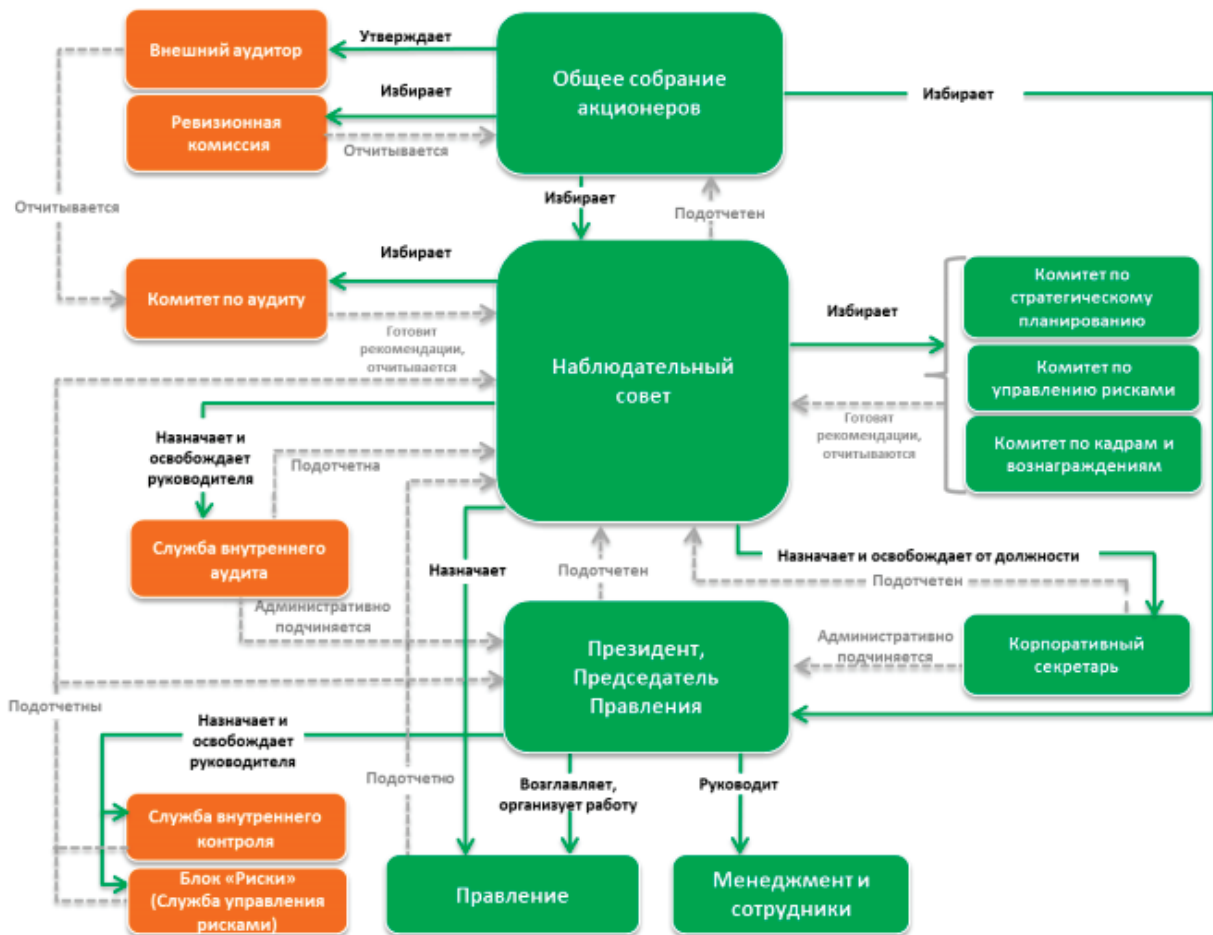 Внешний аудитор
Утверждает
Общее собрание
акционеров
Избирает
Избирает
Ревизионная
комиссия
Отчитывается
Отчитывается
Избирает
Подотчетен
Избирает
Комитет по аудиту
Готовит
рекомендации,
отчитывается
Наблюдательный
совет
Избирает
Комитет по
стратегическому
планированию
Комитет по
управлению рисками
Готовят
рекомендации,
отчитываются
Комитет по кадрам и
вознаграждениям
Назначает и
освобождает
руководителя
Подотчетна
Служба внутреннего
аудита
Назначает
Подотчетен
Назначает и освобождает от должности
Подотчетен
Административно
подчиняется
Президент,
Председатель
Правления
Административно
подчиняется
Корпоративный
секретарь
Подотчетны
Назначает и
освобождает
руководителя
Подотчетно
Возглавляет,
организует работу
Руководит
Служба внутреннего
контроля
Блок «Риски»
(Служба управления
рисками)
Правление
Менеджмент и
сотрудники